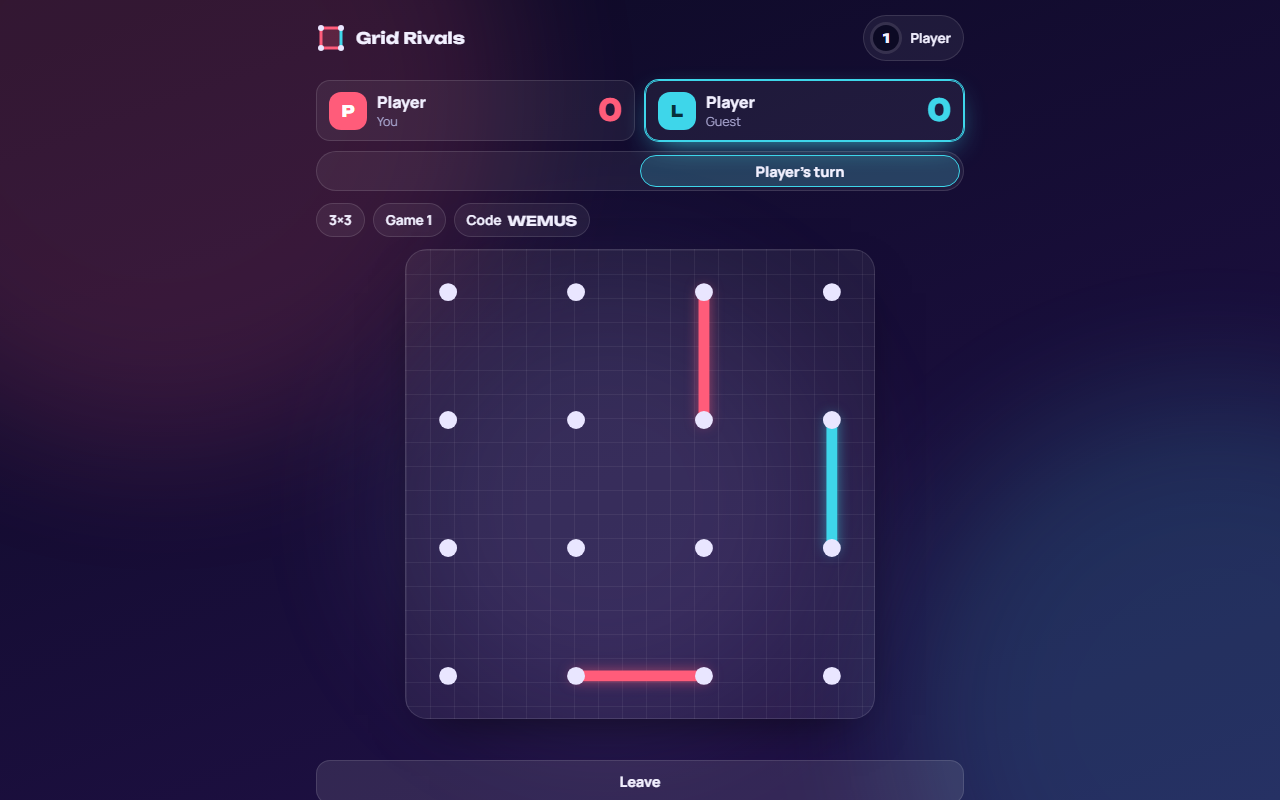 Grid Rivals
1 Player
P Player 0
You
L Player 0
Guest
Player's turn
3×3 Game 1 Code WEMUS
Leave